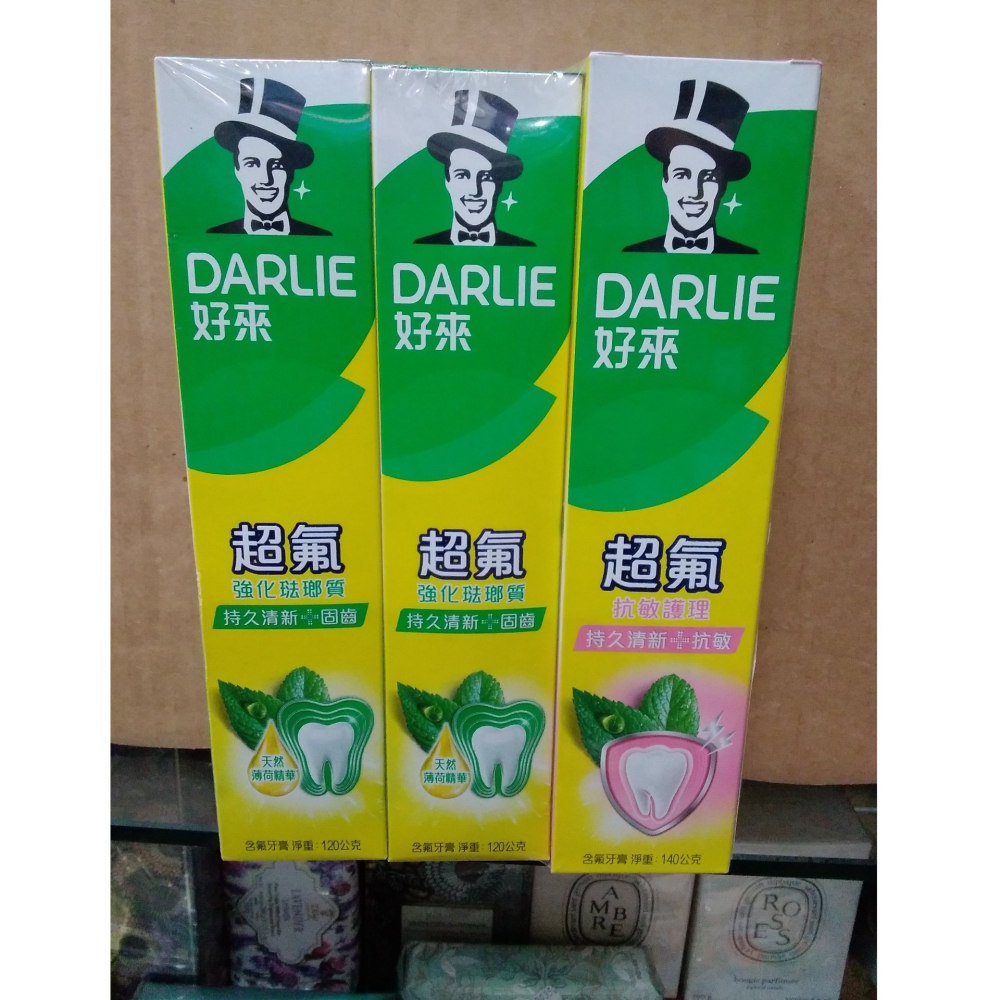 DARLIE
好來
超氟
強化琺瑯質
持久清新+固齒
天然
薄荷精華
含氟牙膏 淨重:120公克
DARLIE
好來
超氟
強化琺瑯質
持久清新+固齒
天然
薄荷精華
含氟牙膏 淨重:120公克
DARLIE
好來
超氟
抗敏護理
持久清新+抗敏
含氟牙膏 淨重:140公克
LAVENDER
AMBRE
ROSES
bougie parfumée